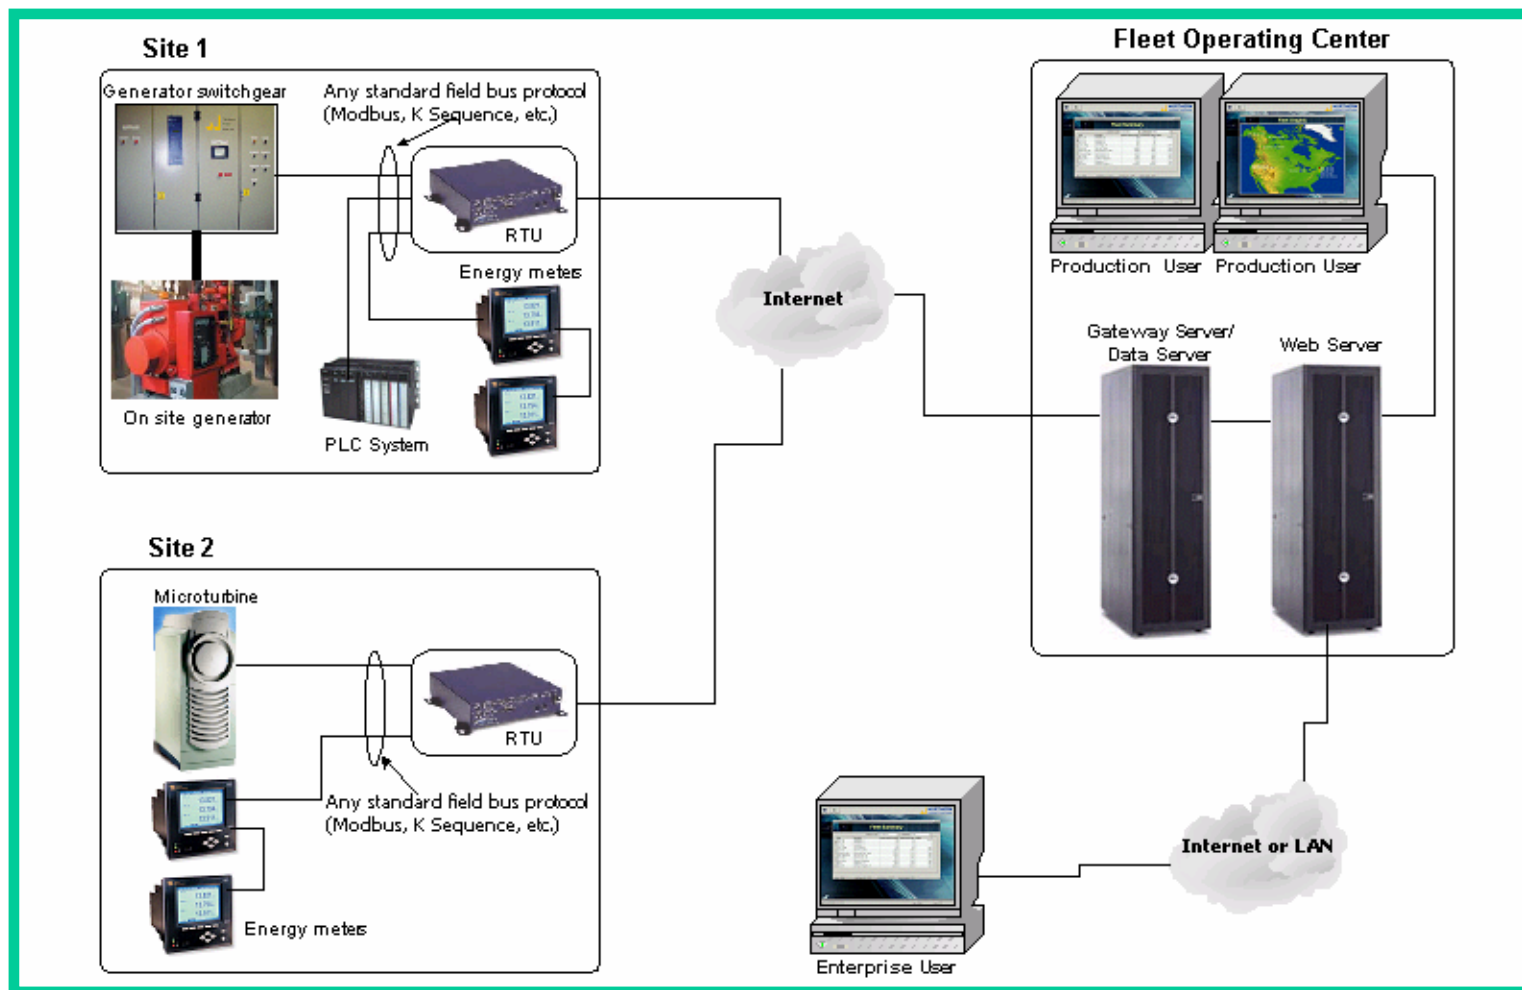 Site 1
Generator switchgear
Any standard field bus protocol
(Modbus, K Sequence, etc.)
RTU
Energy meters
On site generator
PLC System
Internet
Fleet Operating Center
Production User
Production User
Gateway Server/
Data Server
Web Server
Site 2
Microturbine
RTU
Any standard field bus protocol
(Modbus, K Sequence, etc.)
Energy meters
Enterprise User
Internet or LAN